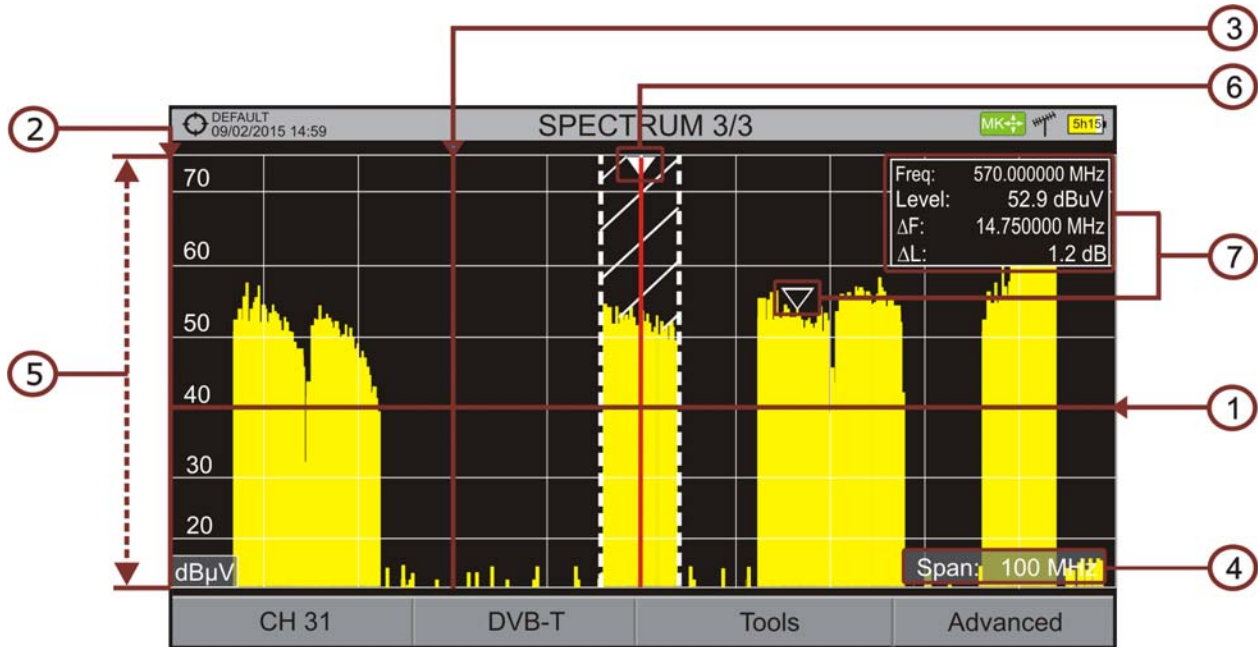 3
6
2
DEFAULT
09/02/2015 14:59
SPECTRUM 3/3
MK
5h15
70
Freq: 570.000000 MHz
Level: 52.9 dBuV
ΔF: 14.750000 MHz
ΔL: 1.2 dB
7
60
50
5
40
1
30
20
dBµV
Span: 100 MHz
4
CH 31
DVB-T
Tools
Advanced